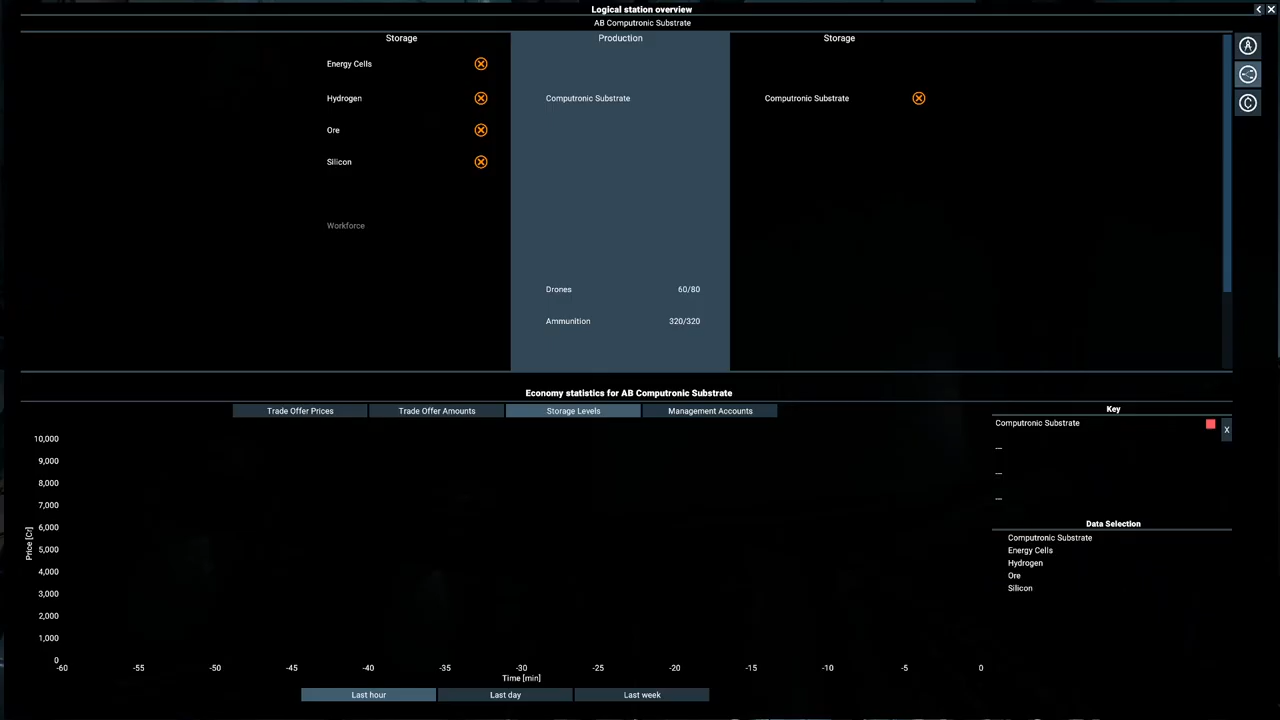 Logical station overview
AB Computronic Substrate
Storage
Production
Storage
Energy Cells
Hydrogen
Computronic Substrate
Computronic Substrate
Ore
Silicon
Workforce
Drones 60/80
Ammunition 320/320
Economy statistics for AB Computronic Substrate
Trade Offer Prices
Trade Offer Amounts
Storage Levels
Management Accounts
Key
Computronic Substrate
X
---
---
---
Data Selection
Computronic Substrate
Energy Cells
Hydrogen
Ore
Silicon
Price [Cr]
10,000
9,000
8,000
7,000
6,000
5,000
4,000
3,000
2,000
1,000
0
-60 -55 -50 -45 -40 -35 -30 -25 -20 -15 -10 -5 0
Time [min]
Last hour
Last day
Last week